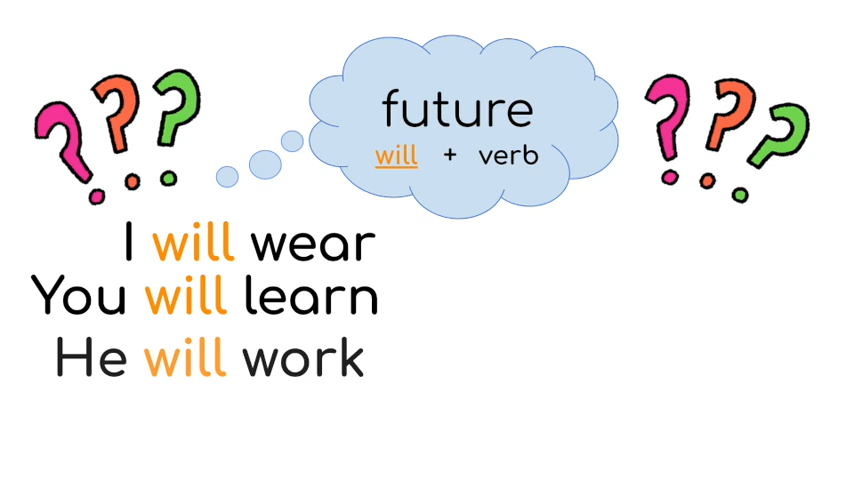 future
will + verb
I will wear
You will learn
He will work